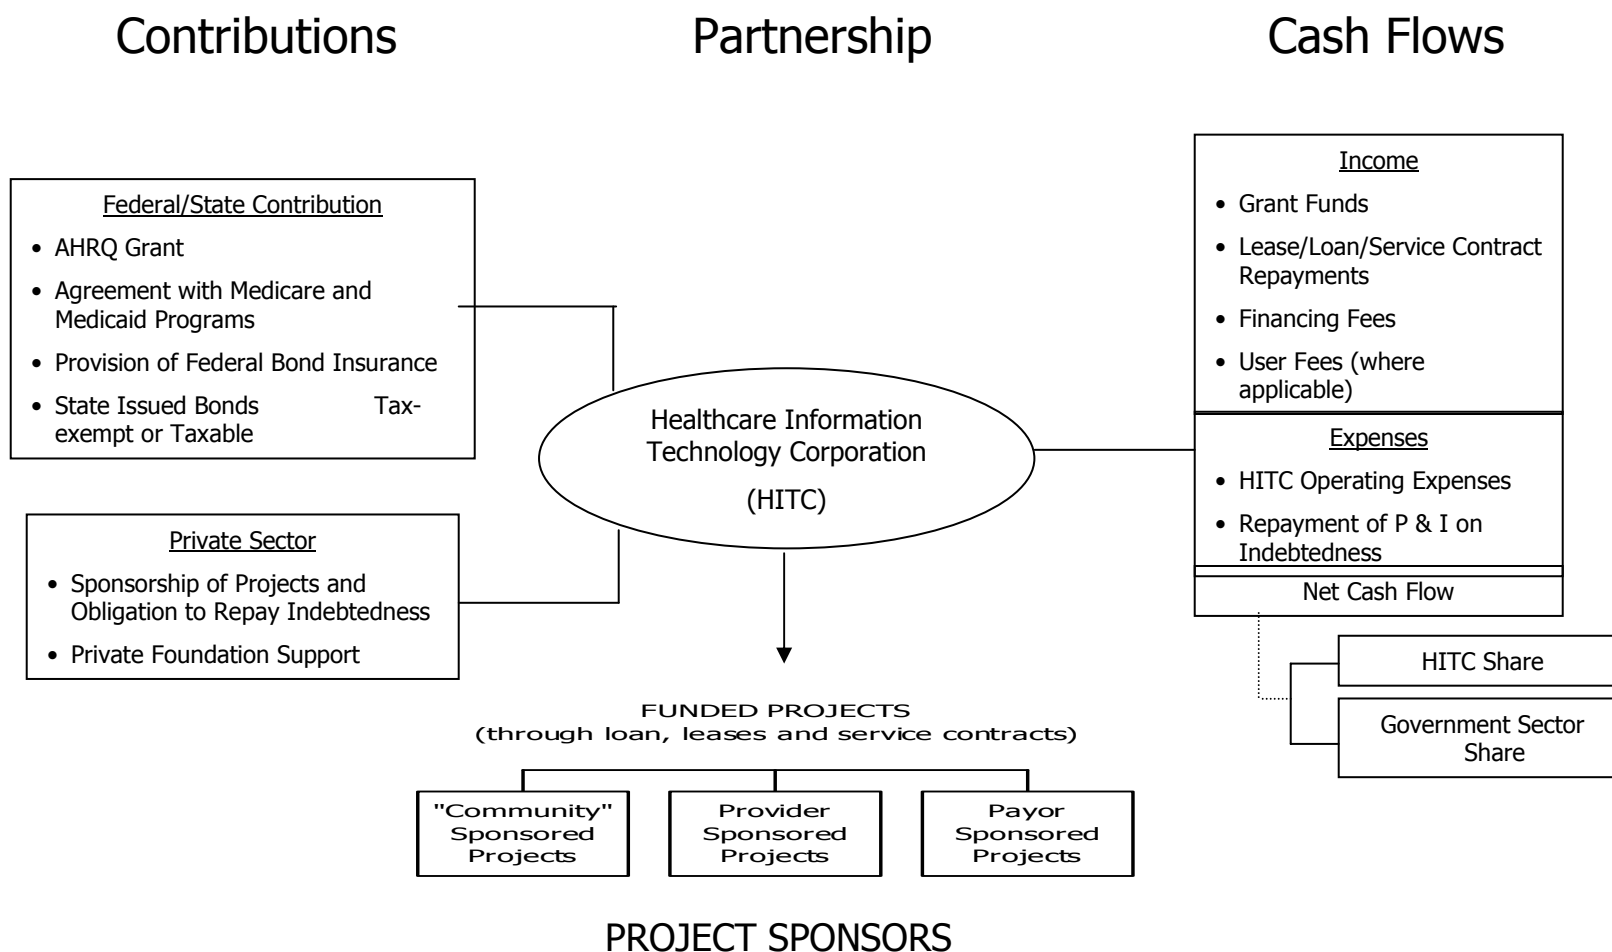 Contributions
Partnership
Cash Flows
Federal/State Contribution
• AHRQ Grant
• Agreement with Medicare and
Medicaid Programs
• Provision of Federal Bond Insurance
• State Issued Bonds Tax-
exempt or Taxable
Private Sector
• Sponsorship of Projects and
Obligation to Repay Indebtedness
• Private Foundation Support
Healthcare Information
Technology Corporation
(HITC)
FUNDED PROJECTS
(through loan, leases and service contracts)
"Community"
Sponsored
Projects
Provider
Sponsored
Projects
Payor
Sponsored
Projects
PROJECT SPONSORS
Income
• Grant Funds
• Lease/Loan/Service Contract
Repayments
• Financing Fees
• User Fees (where
applicable)
Expenses
• HITC Operating Expenses
• Repayment of P & I on
Indebtedness
Net Cash Flow
HITC Share
Government Sector
Share